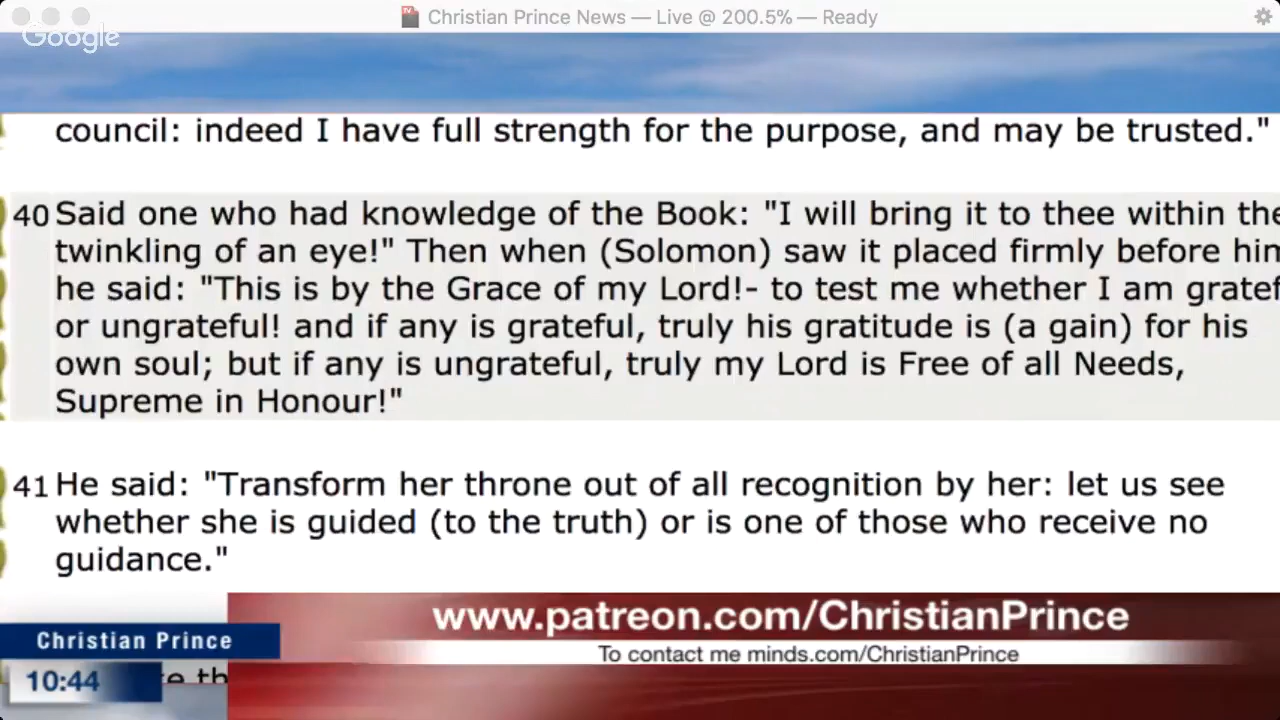 Christian Prince News — Live @ 200.5% — Ready
Google
council: indeed I have full strength for the purpose, and may be trusted."
40 Said one who had knowledge of the Book: "I will bring it to thee within the
twinkling of an eye!" Then when (Solomon) saw it placed firmly before him
he said: "This is by the Grace of my Lord!- to test me whether I am gratef
or ungrateful! and if any is grateful, truly his gratitude is (a gain) for his
own soul; but if any is ungrateful, truly my Lord is Free of all Needs,
Supreme in Honour!"
41 He said: "Transform her throne out of all recognition by her: let us see
whether she is guided (to the truth) or is one of those who receive no
guidance."
www.patreon.com/ChristianPrince
Christian Prince
To contact me minds.com/ChristianPrince
10:44